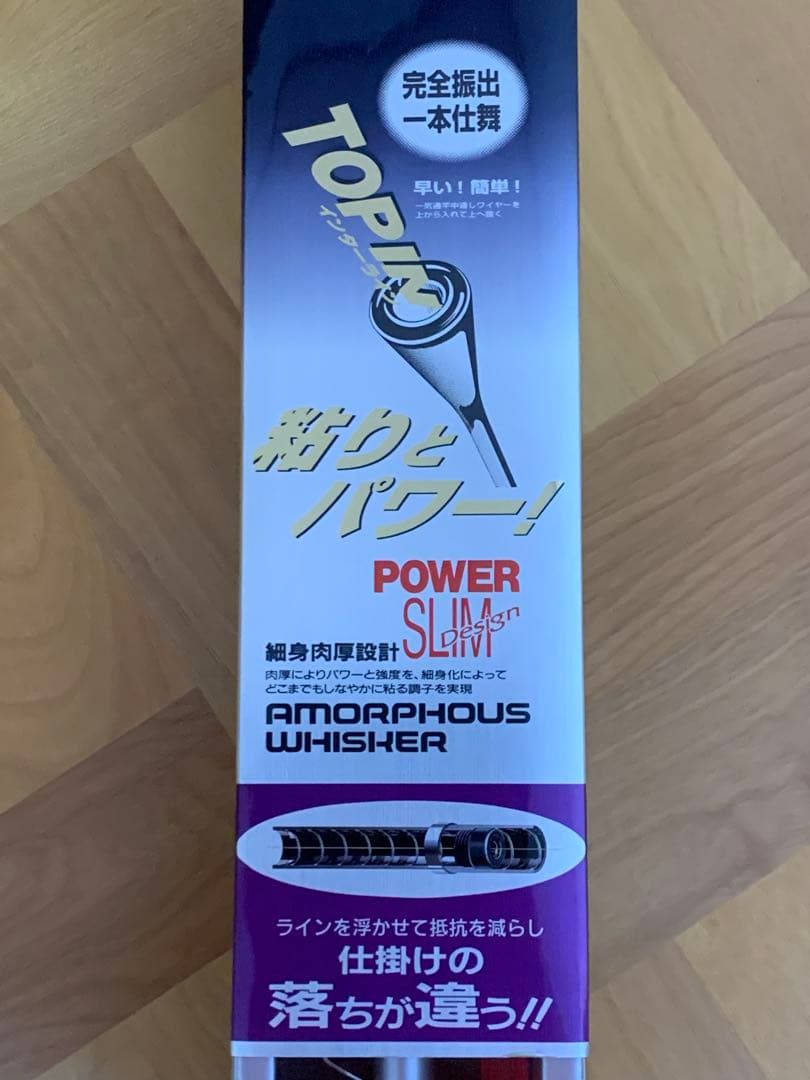 完全振出
一本仕舞
TOP IN
インターライン
早い！簡単！
一気通竿中通しワイヤーを
上から入れて上へ抜く
粘りと
パワー！
POWER
SLIM
Design
細身肉厚設計
肉厚によりパワーと強度を、細身化によって
どこまでもしなやかに粘る調子を実現
AMORPHOUS
WHISKER
ラインを浮かせて抵抗を減らし
仕掛けの
落ちが違う!!